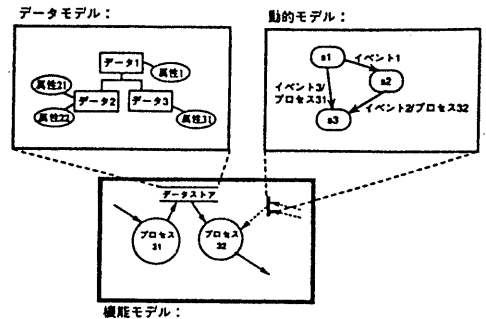 データモデル：
データ1
属性1
属性21
データ2
データ3
属性22
属性31
動的モデル：
s1
イベント1
s2
イベント3/
プロセス31
イベント2/プロセス32
s3
データストア
プロセス
31
プロセス
32
機能モデル：